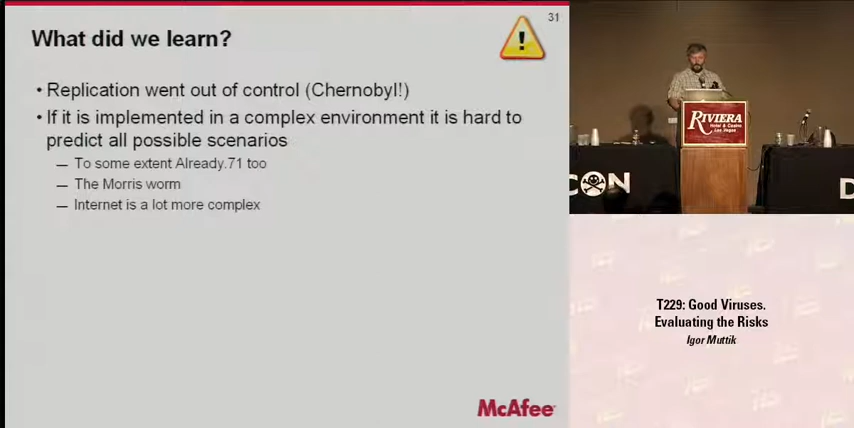 31
What did we learn?
• Replication went out of control (Chernobyl!)
• If it is implemented in a complex environment it is hard to
predict all possible scenarios
— To some extent Already.71 too
— The Morris worm
— Internet is a lot more complex
McAfee
RIVIERA
Hotel & Casino
Las Vegas
CON
D
T229: Good Viruses.
Evaluating the Risks
Igor Muttik